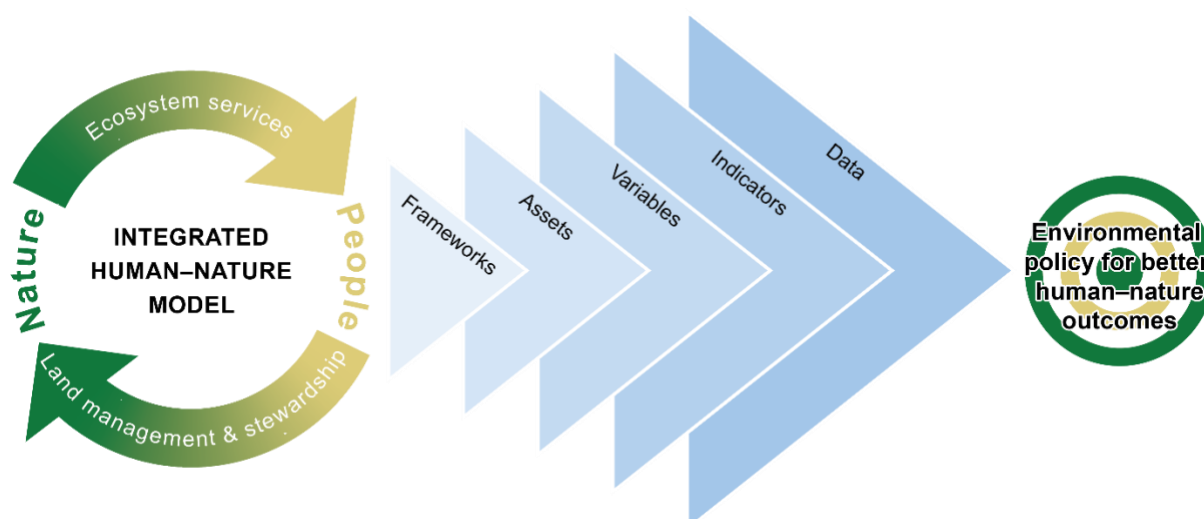 Ecosystem services
Nature
INTEGRATED
HUMAN–NATURE
MODEL
People
Land management & stewardship
Frameworks
Assets
Variables
Indicators
Data
Environmental
policy for better
human–nature
outcomes